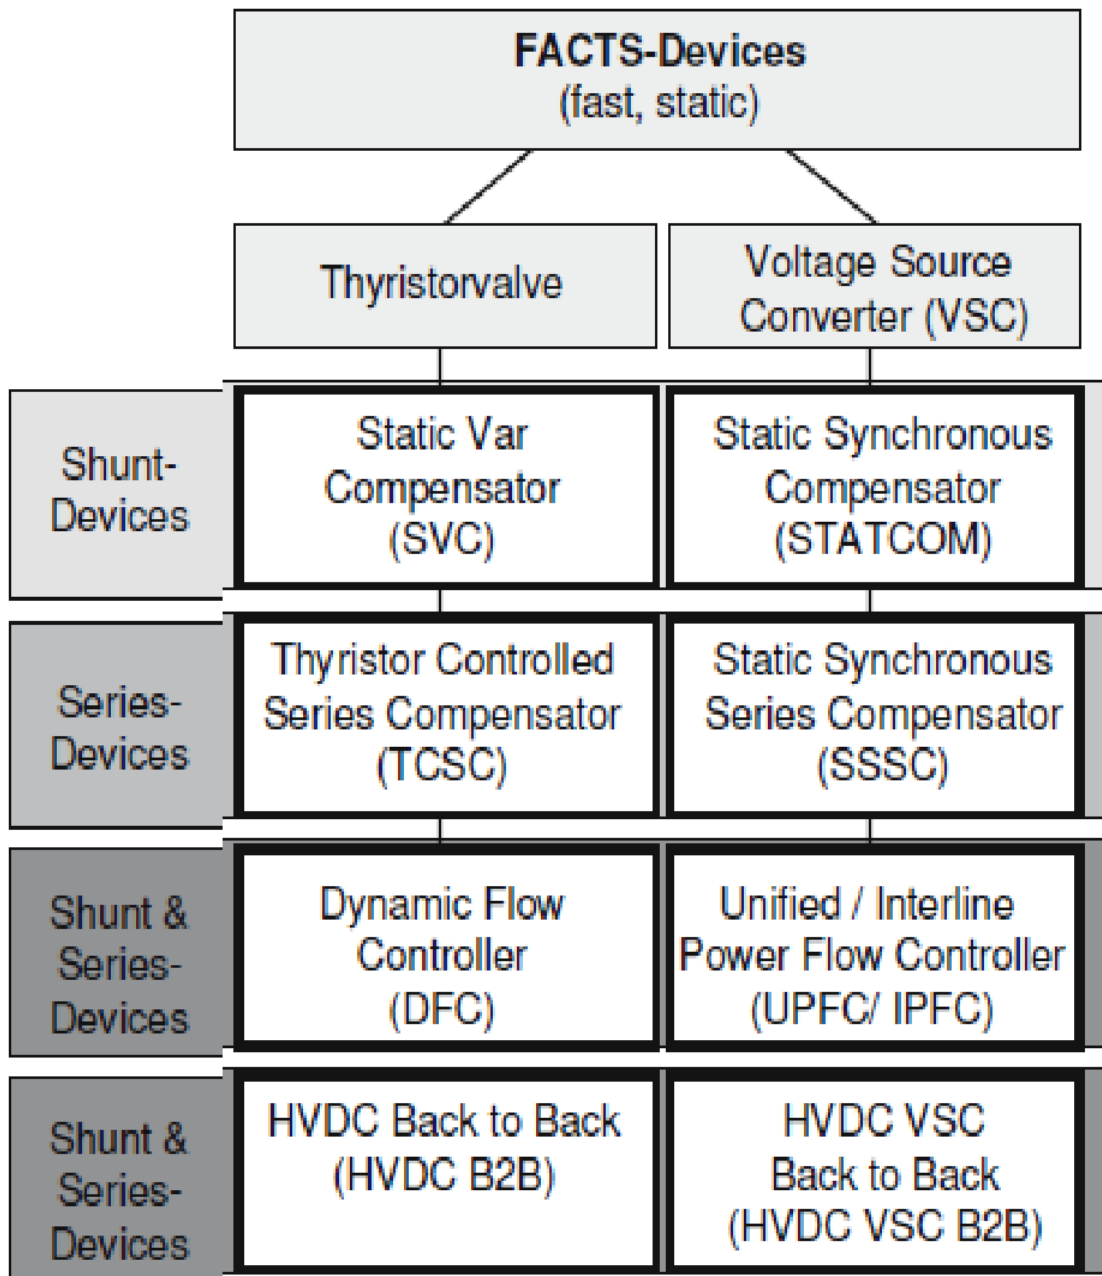 FACTS-Devices
(fast, static)
Thyristorvalve
Voltage Source
Converter (VSC)
Shunt-
Devices
Static Var
Compensator
(SVC)
Static Synchronous
Compensator
(STATCOM)
Series-
Devices
Thyristor Controlled
Series Compensator
(TCSC)
Static Synchronous
Series Compensator
(SSSC)
Shunt &
Series-
Devices
Dynamic Flow
Controller
(DFC)
Unified / Interline
Power Flow Controller
(UPFC/ IPFC)
Shunt &
Series-
Devices
HVDC Back to Back
(HVDC B2B)
HVDC VSC
Back to Back
(HVDC VSC B2B)